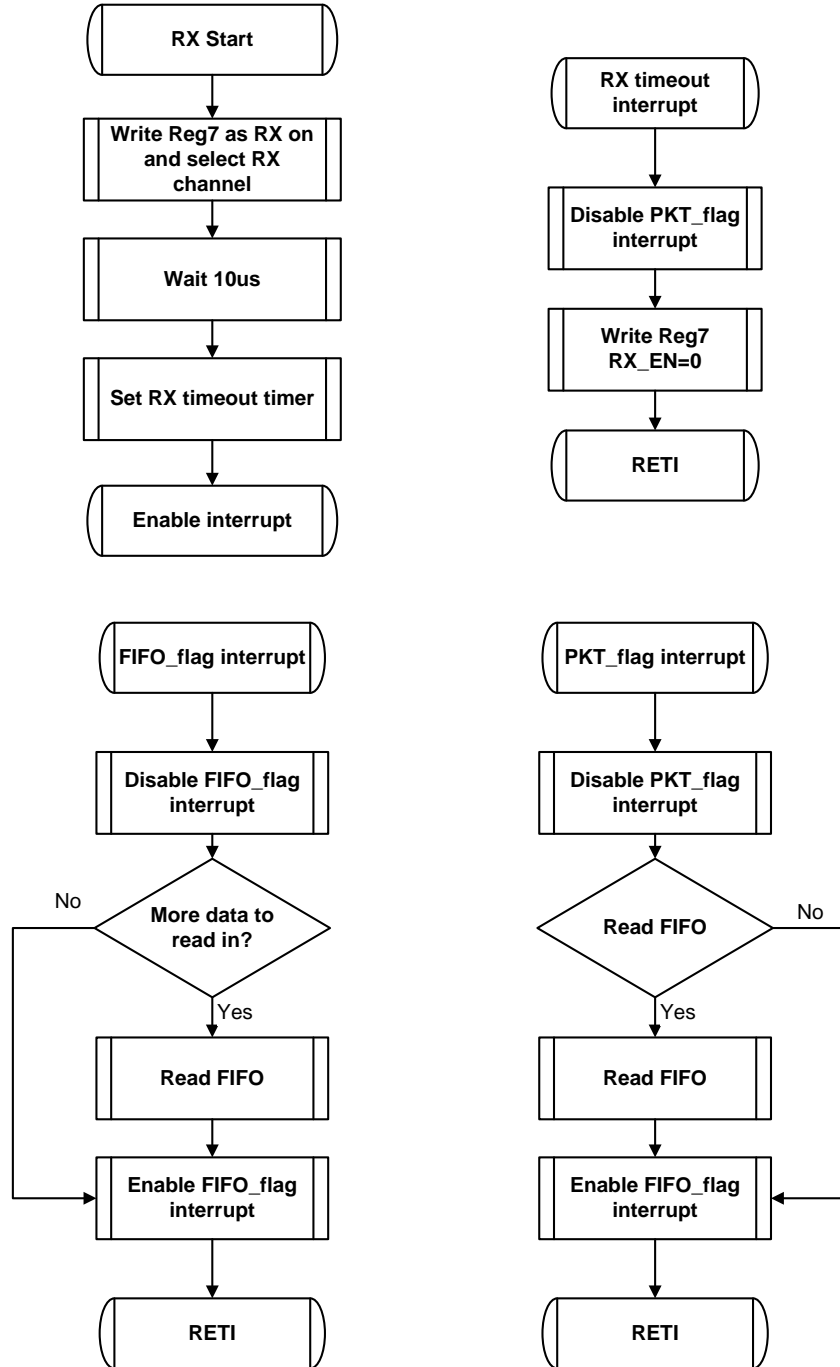 RX Start
Write Reg7 as RX on
and select RX
channel
Wait 10us
Set RX timeout timer
Enable interrupt
RX timeout
interrupt
Disable PKT_flag
interrupt
Write Reg7
RX_EN=0
RETI
FIFO_flag interrupt
Disable FIFO_flag
interrupt
No
More data to
read in?
Yes
Read FIFO
Enable FIFO_flag
interrupt
RETI
PKT_flag interrupt
Disable PKT_flag
interrupt
Read FIFO
No
Yes
Read FIFO
Enable FIFO_flag
interrupt
RETI